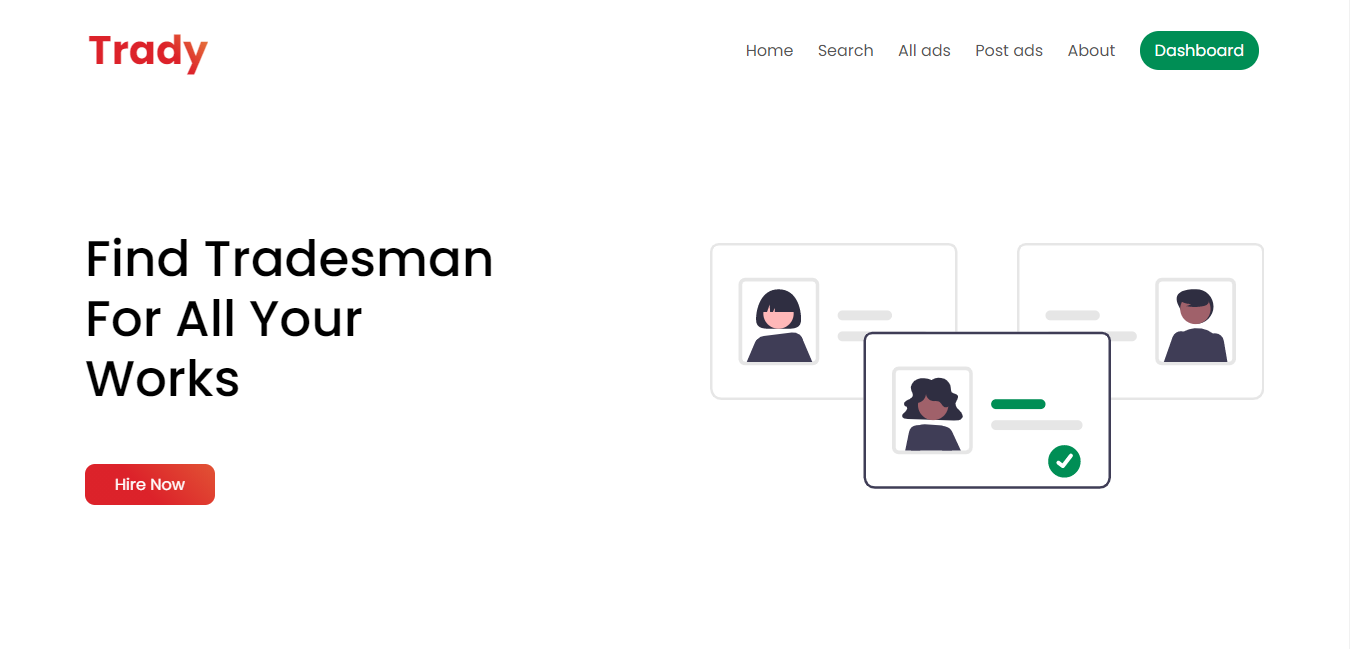 Trady
Home Search All ads Post ads About Dashboard
Find Tradesman
For All Your
Works
Hire Now